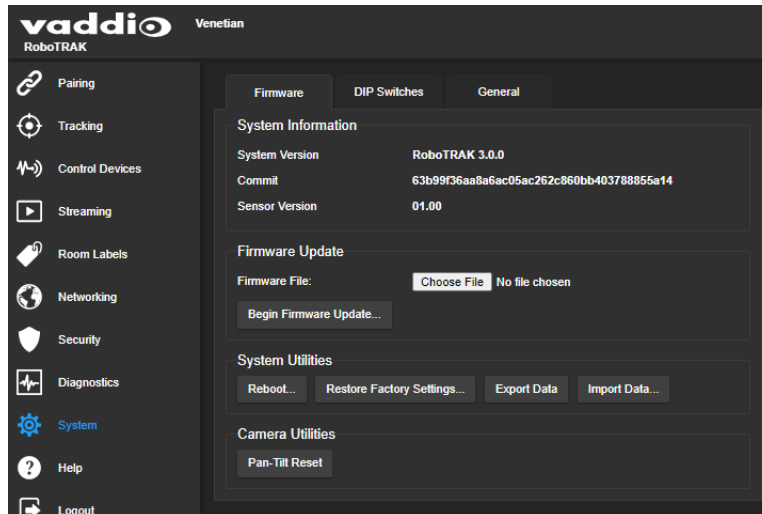 vaddio
Venetian
RoboTRAK
Pairing
Tracking
Control Devices
Streaming
Room Labels
Networking
Security
Diagnostics
System
Help
Logout
Firmware DIP Switches General
System Information
System Version RoboTRAK 3.0.0
Commit 63b99f36aa8a6ac05ac262c860bb403788855a14
Sensor Version 01.00
Firmware Update
Firmware File: Choose File No file chosen
Begin Firmware Update...
System Utilities
Reboot... Restore Factory Settings... Export Data Import Data...
Camera Utilities
Pan-Tilt Reset